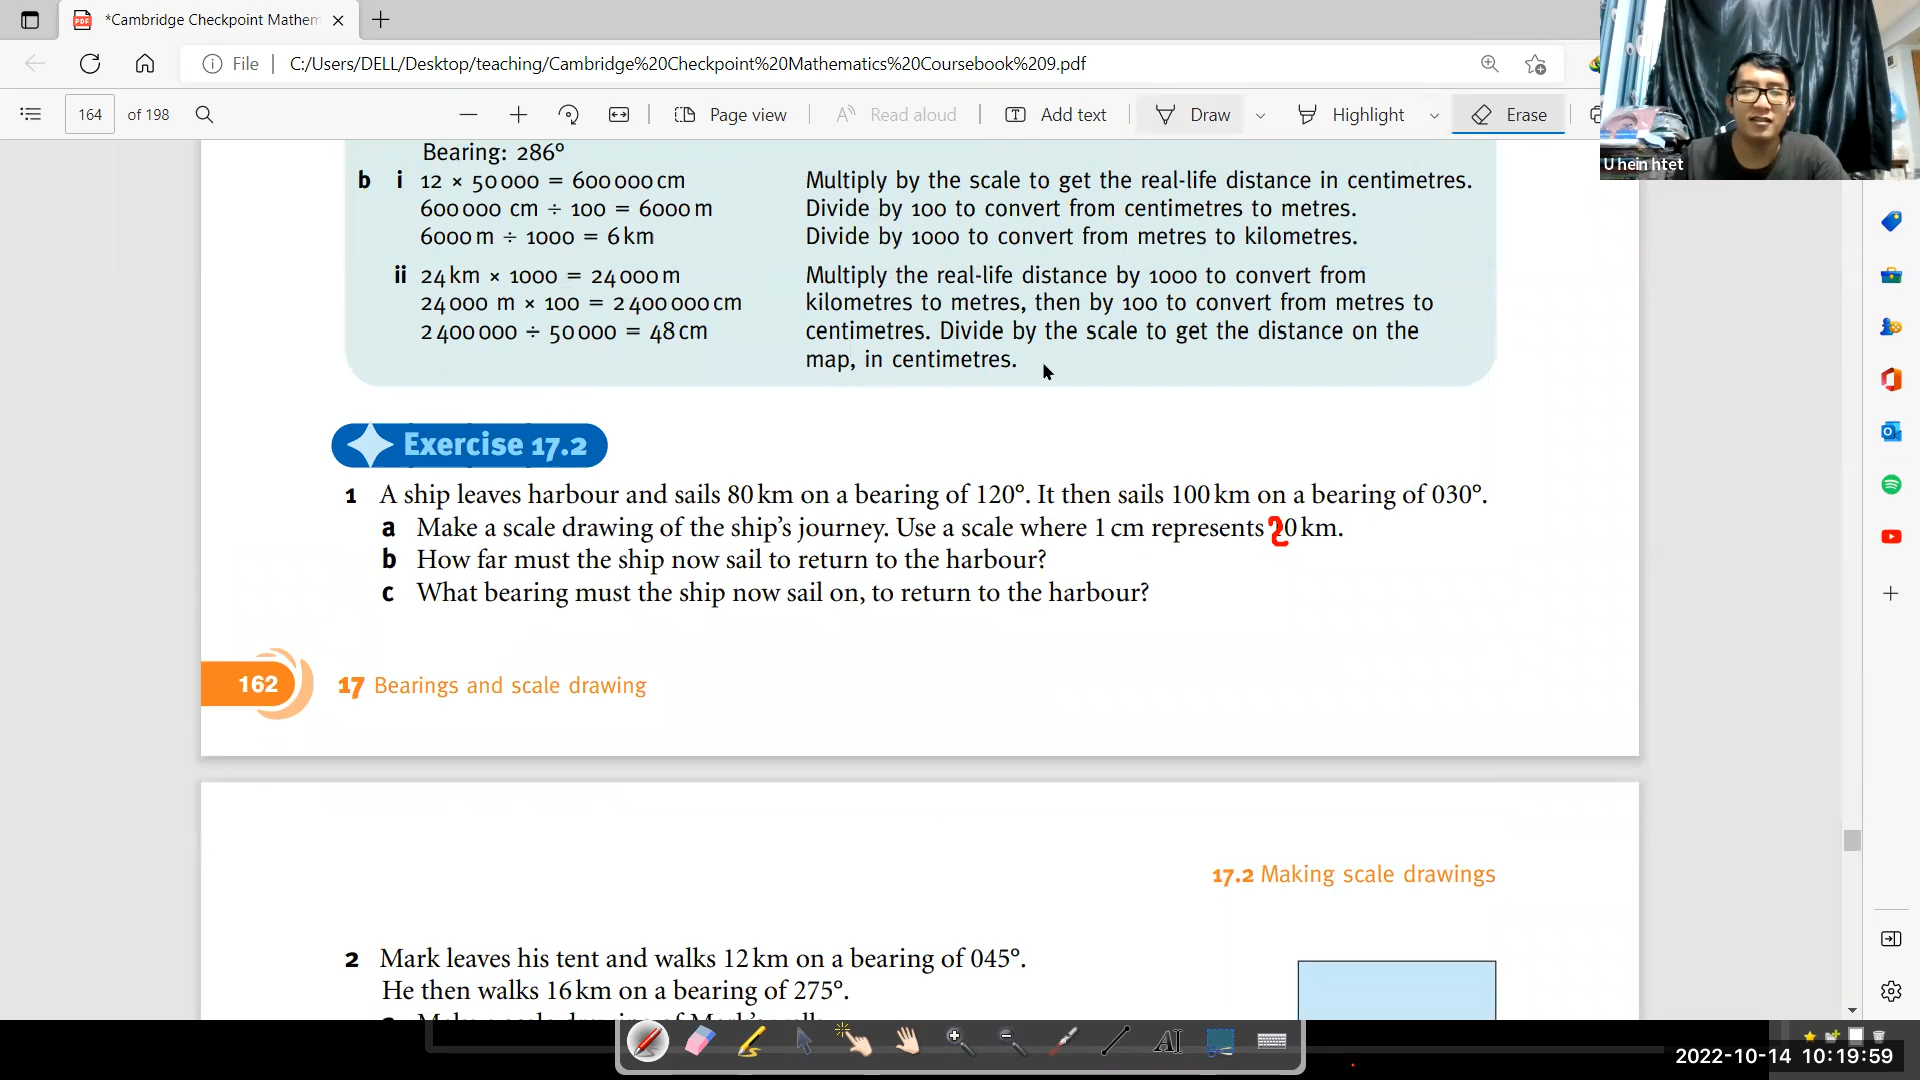 *Cambridge Checkpoint Mathem
File
C:/Users/DELL/Desktop/teaching/Cambridge%20Checkpoint%20Mathematics%20Coursebook%209.pdf
164 of 198
Page view
Read aloud
Add text
Draw
Highlight
Erase
U hein htet
Bearing: 286°
b i 12 × 50 000 = 600 000 cm Multiply by the scale to get the real-life distance in centimetres.
600 000 cm ÷ 100 = 6000 m Divide by 100 to convert from centimetres to metres.
6000 m ÷ 1000 = 6 km Divide by 1000 to convert from metres to kilometres.
ii 24 km × 1000 = 24 000 m Multiply the real-life distance by 1000 to convert from
24 000 m × 100 = 2 400 000 cm kilometres to metres, then by 100 to convert from metres to
2 400 000 ÷ 50 000 = 48 cm centimetres. Divide by the scale to get the distance on the
map, in centimetres.
Exercise 17.2
1 A ship leaves harbour and sails 80 km on a bearing of 120°. It then sails 100 km on a bearing of 030°.
a Make a scale drawing of the ship's journey. Use a scale where 1 cm represents 20 km.
b How far must the ship now sail to return to the harbour?
c What bearing must the ship now sail on, to return to the harbour?
162 17 Bearings and scale drawing
17.2 Making scale drawings
2 Mark leaves his tent and walks 12 km on a bearing of 045°.
He then walks 16 km on a bearing of 275°.
2022-10-14 10:19:59